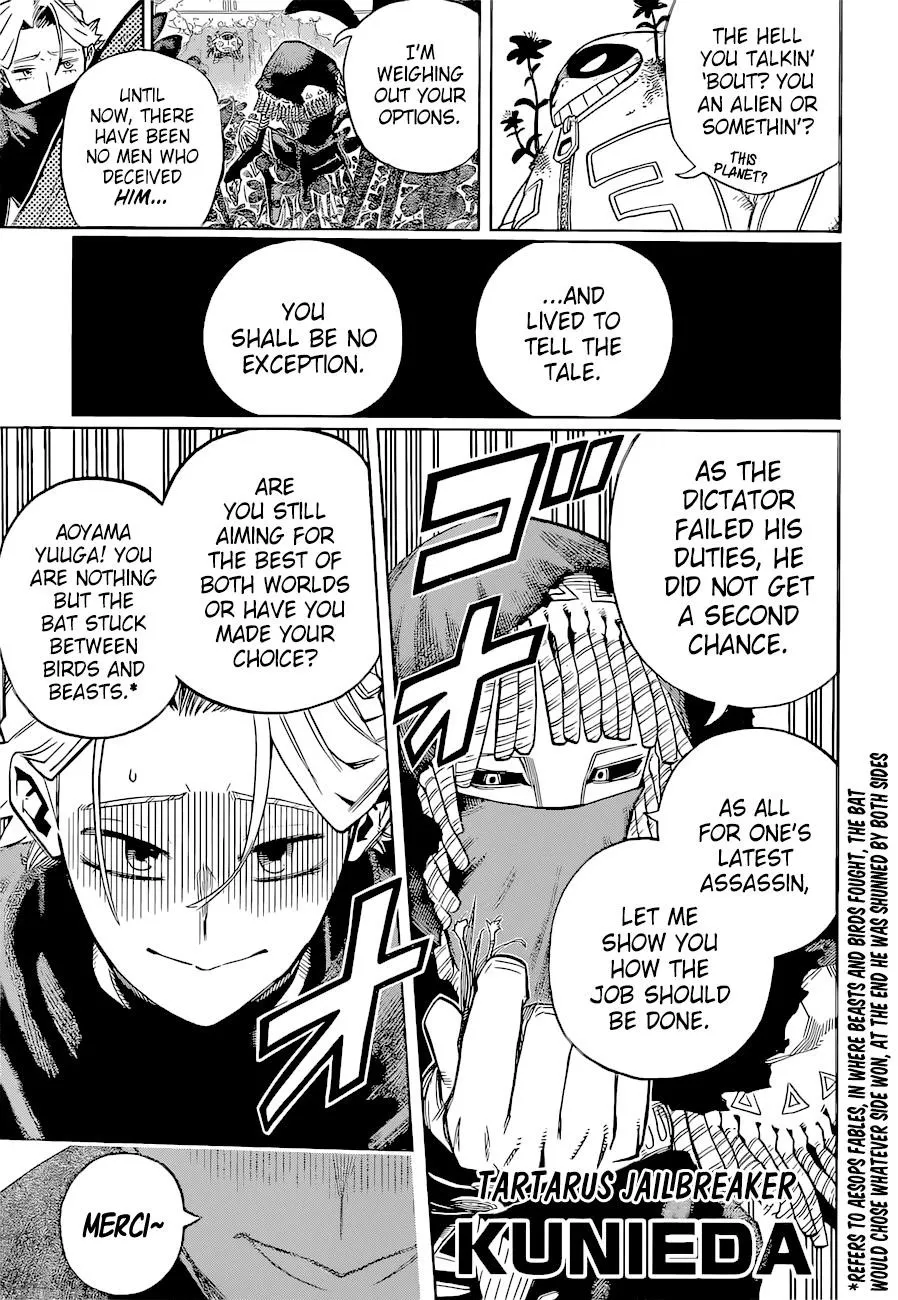 THE HELL
YOU TALKIN'
'BOUT? YOU
AN ALIEN OR
SOMETHIN'?
THIS
PLANET?
I'M
WEIGHING
OUT YOUR
OPTIONS.
UNTIL
NOW, THERE
HAVE BEEN
NO MEN WHO
DECEIVED
HIM...
...AND
LIVED TO
TELL THE
TALE.
YOU
SHALL BE NO
EXCEPTION.
AS THE
DICTATOR
FAILED HIS
DUTIES, HE
DID NOT GET
A SECOND
CHANCE.
ゴオオ
AS ALL
FOR ONE'S
LATEST
ASSASSIN,
LET ME
SHOW YOU
HOW THE
JOB SHOULD
BE DONE.
TARTARUS JAILBREAKER
KUNIEDA
ARE
YOU STILL
AIMING FOR
THE BEST OF
BOTH WORLDS
OR HAVE YOU
MADE YOUR
CHOICE?
AOYAMA
YUUGA! YOU
ARE NOTHING
BUT THE
BAT STUCK
BETWEEN
BIRDS AND
BEASTS.*
MERCI~
*REFERS TO AESOPS FABLES, IN WHERE BEASTS AND BIRDS FOUGHT, THE BAT
WOULD CHOSE WHATEVER SIDE WON, AT THE END HE WAS SHUNNED BY BOTH SIDES